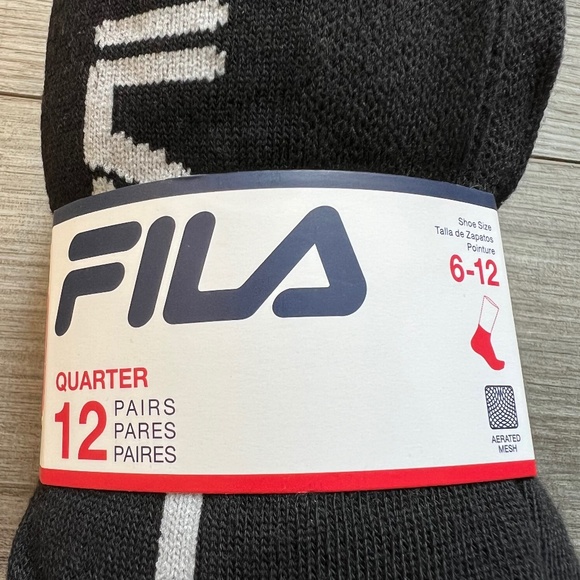 FILA
Shoe Size
Talla de Zapatos
Pointure
6-12
QUARTER
12 PAIRS
PARES
PAIRES
AERATED
MESH